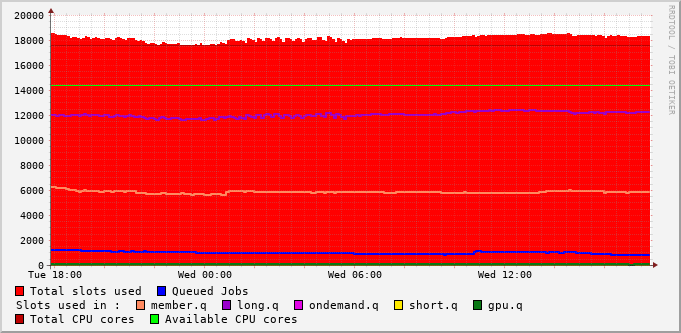 20000
18000
16000
14000
12000
10000
8000
6000
4000
2000
0
Tue 18:00 Wed 00:00 Wed 06:00 Wed 12:00
RRDTOOL / TOBI OETIKER
Total slots used Queued Jobs
Slots used in : member.q long.q ondemand.q short.q gpu.q
Total CPU cores Available CPU cores